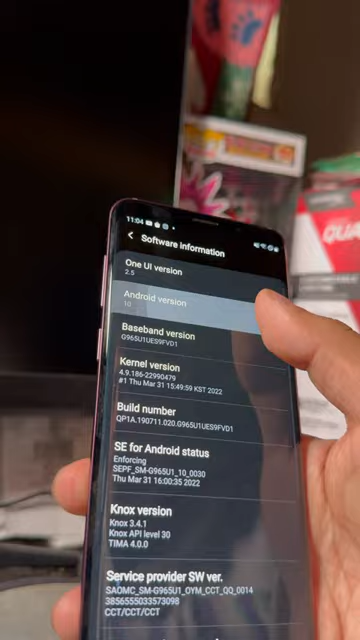 11:04
Software information
One UI version
2.5
Android version
10
Baseband version
G965U1UES9FVD1
Kernel version
4.9.186-22990479
#1 Thu Mar 31 15:49:59 KST 2022
Build number
QP1A.190711.020.G965U1UES9FVD1
SE for Android status
Enforcing
SEPF_SM-G965U1_10_0030
Thu Mar 31 16:00:35 2022
Knox version
Knox 3.4.1
Knox API level 30
TIMA 4.0.0
Service provider SW ver.
SAOMC_SM-G965U1_OYM_CCT_QQ_0014
3856555033573098
CCT/CCT/CCT
QUA